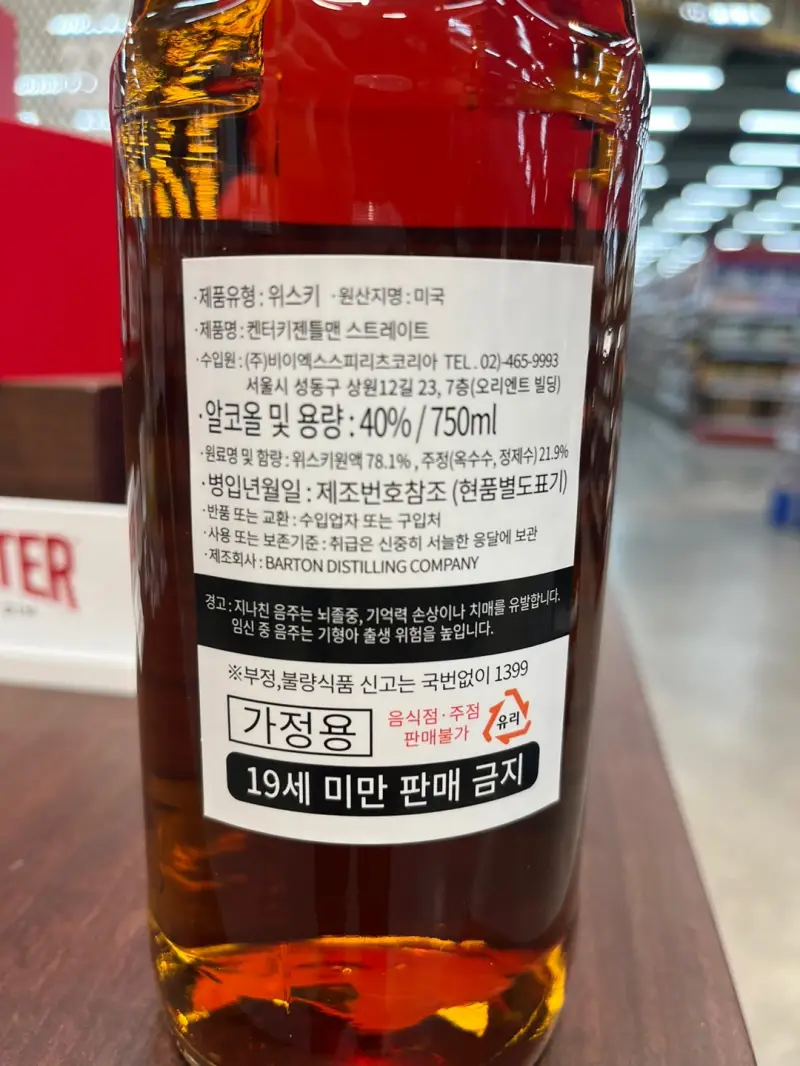 ·제품유형 : 위스키 ·원산지명 : 미국
·제품명 : 켄터키젠틀맨 스트레이트
·수입원 : (주)비이엑스스피리츠코리아 TEL . 02)-465-9993
서울시 성동구 상원12길 23, 7층(오리엔트 빌딩)
·알코올 및 용량 : 40% / 750ml
·원료명 및 함량 : 위스키원액 78.1% , 주정(옥수수, 정제수) 21.9%
·병입년월일 : 제조번호참조 (현품별도표기)
·반품 또는 교환 : 수입업자 또는 구입처
·사용 또는 보존기준 : 취급은 신중히 서늘한 응달에 보관
·제조회사 : BARTON DISTILLING COMPANY
경고 : 지나친 음주는 뇌졸중, 기억력 손상이나 치매를 유발합니다.
임신 중 음주는 기형아 출생 위험을 높입니다.
※부정,불량식품 신고는 국번없이 1399
가정용
음식점·주점
판매불가
유리
19세 미만 판매 금지
TER